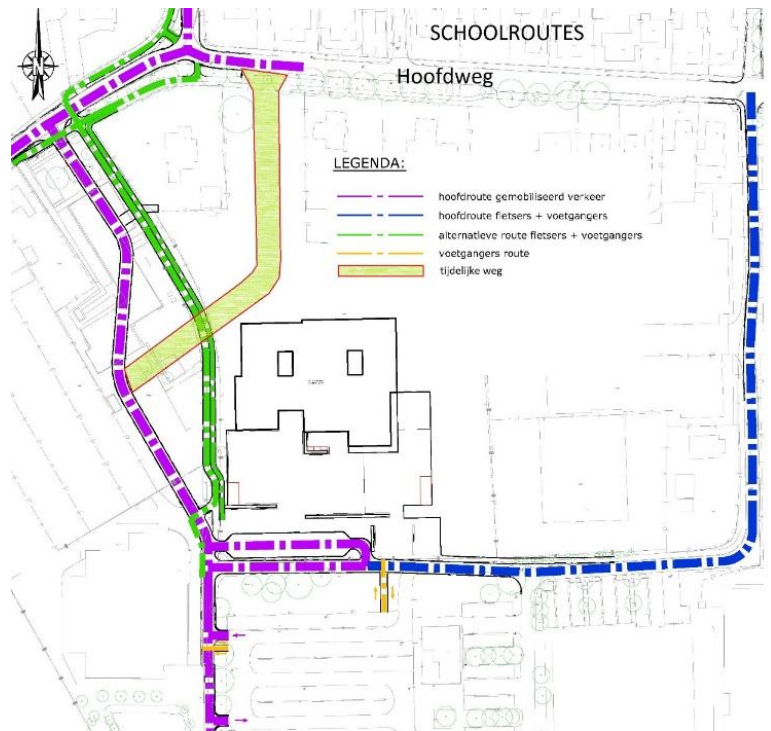 SCHOOLROUTES
Hoofdweg
N
LEGENDA:
hoofdroute gemobiliseerd verkeer
hoofdroute fietsers + voetgangers
alternatieve route fietsers + voetgangers
voetgangers route
tijdelijke weg